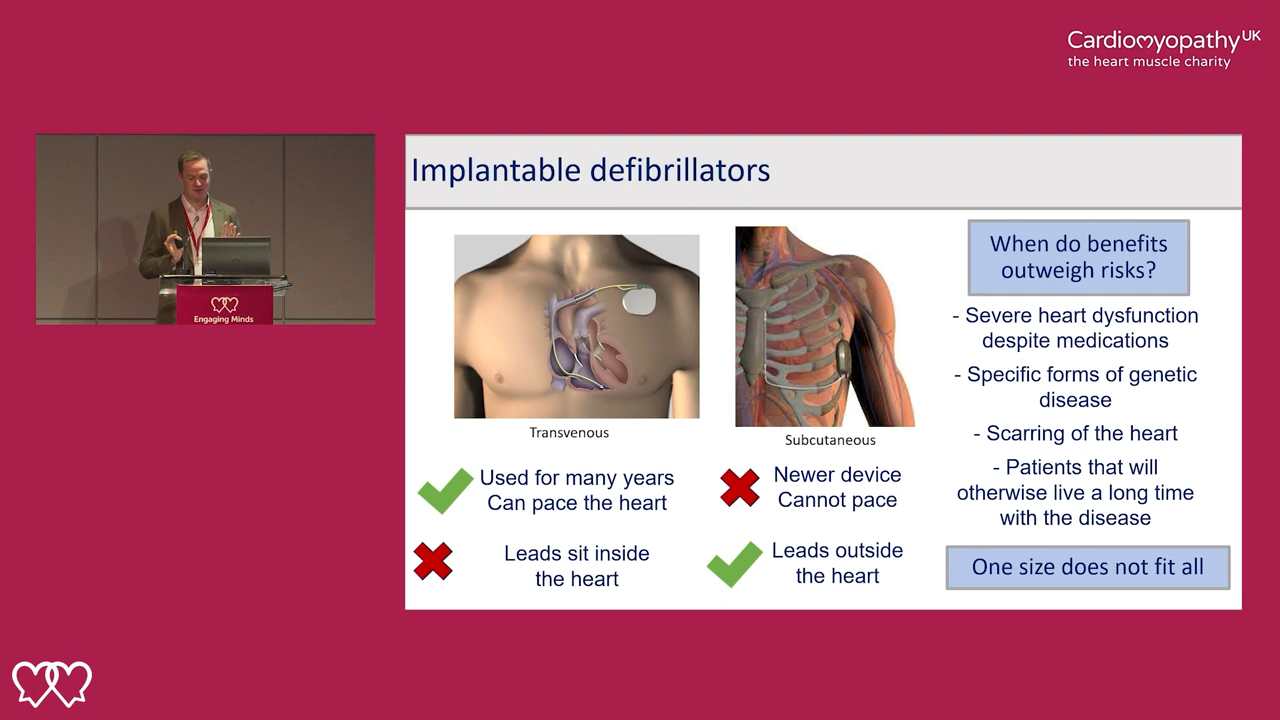 Cardiomyopathy UK
the heart muscle charity
Engaging Minds
Implantable defibrillators
Transvenous
Used for many years
Can pace the heart
Leads sit inside
the heart
Subcutaneous
Newer device
Cannot pace
Leads outside
the heart
When do benefits
outweigh risks?
- Severe heart dysfunction
despite medications
- Specific forms of genetic
disease
- Scarring of the heart
- Patients that will
otherwise live a long time
with the disease
One size does not fit all